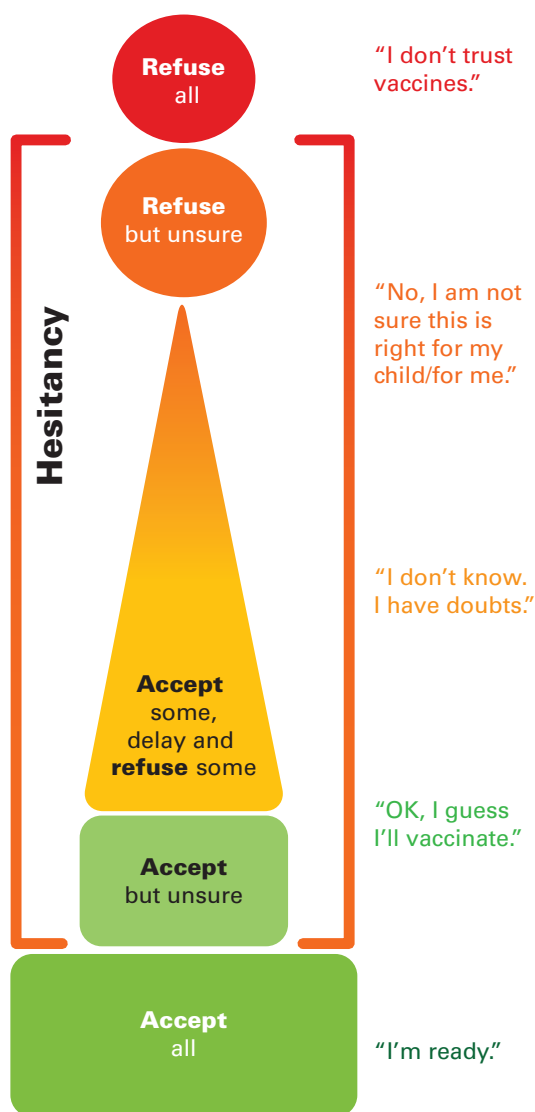 Refuse
all
“I don’t trust
vaccines.”
Refuse
but unsure
Hesitancy
“No, I am not
sure this is
right for my
child/for me.”
“I don’t know.
I have doubts.”
Accept
some,
delay and
refuse some
“OK, I guess
I’ll vaccinate.”
Accept
but unsure
Accept
all
“I’m ready.”